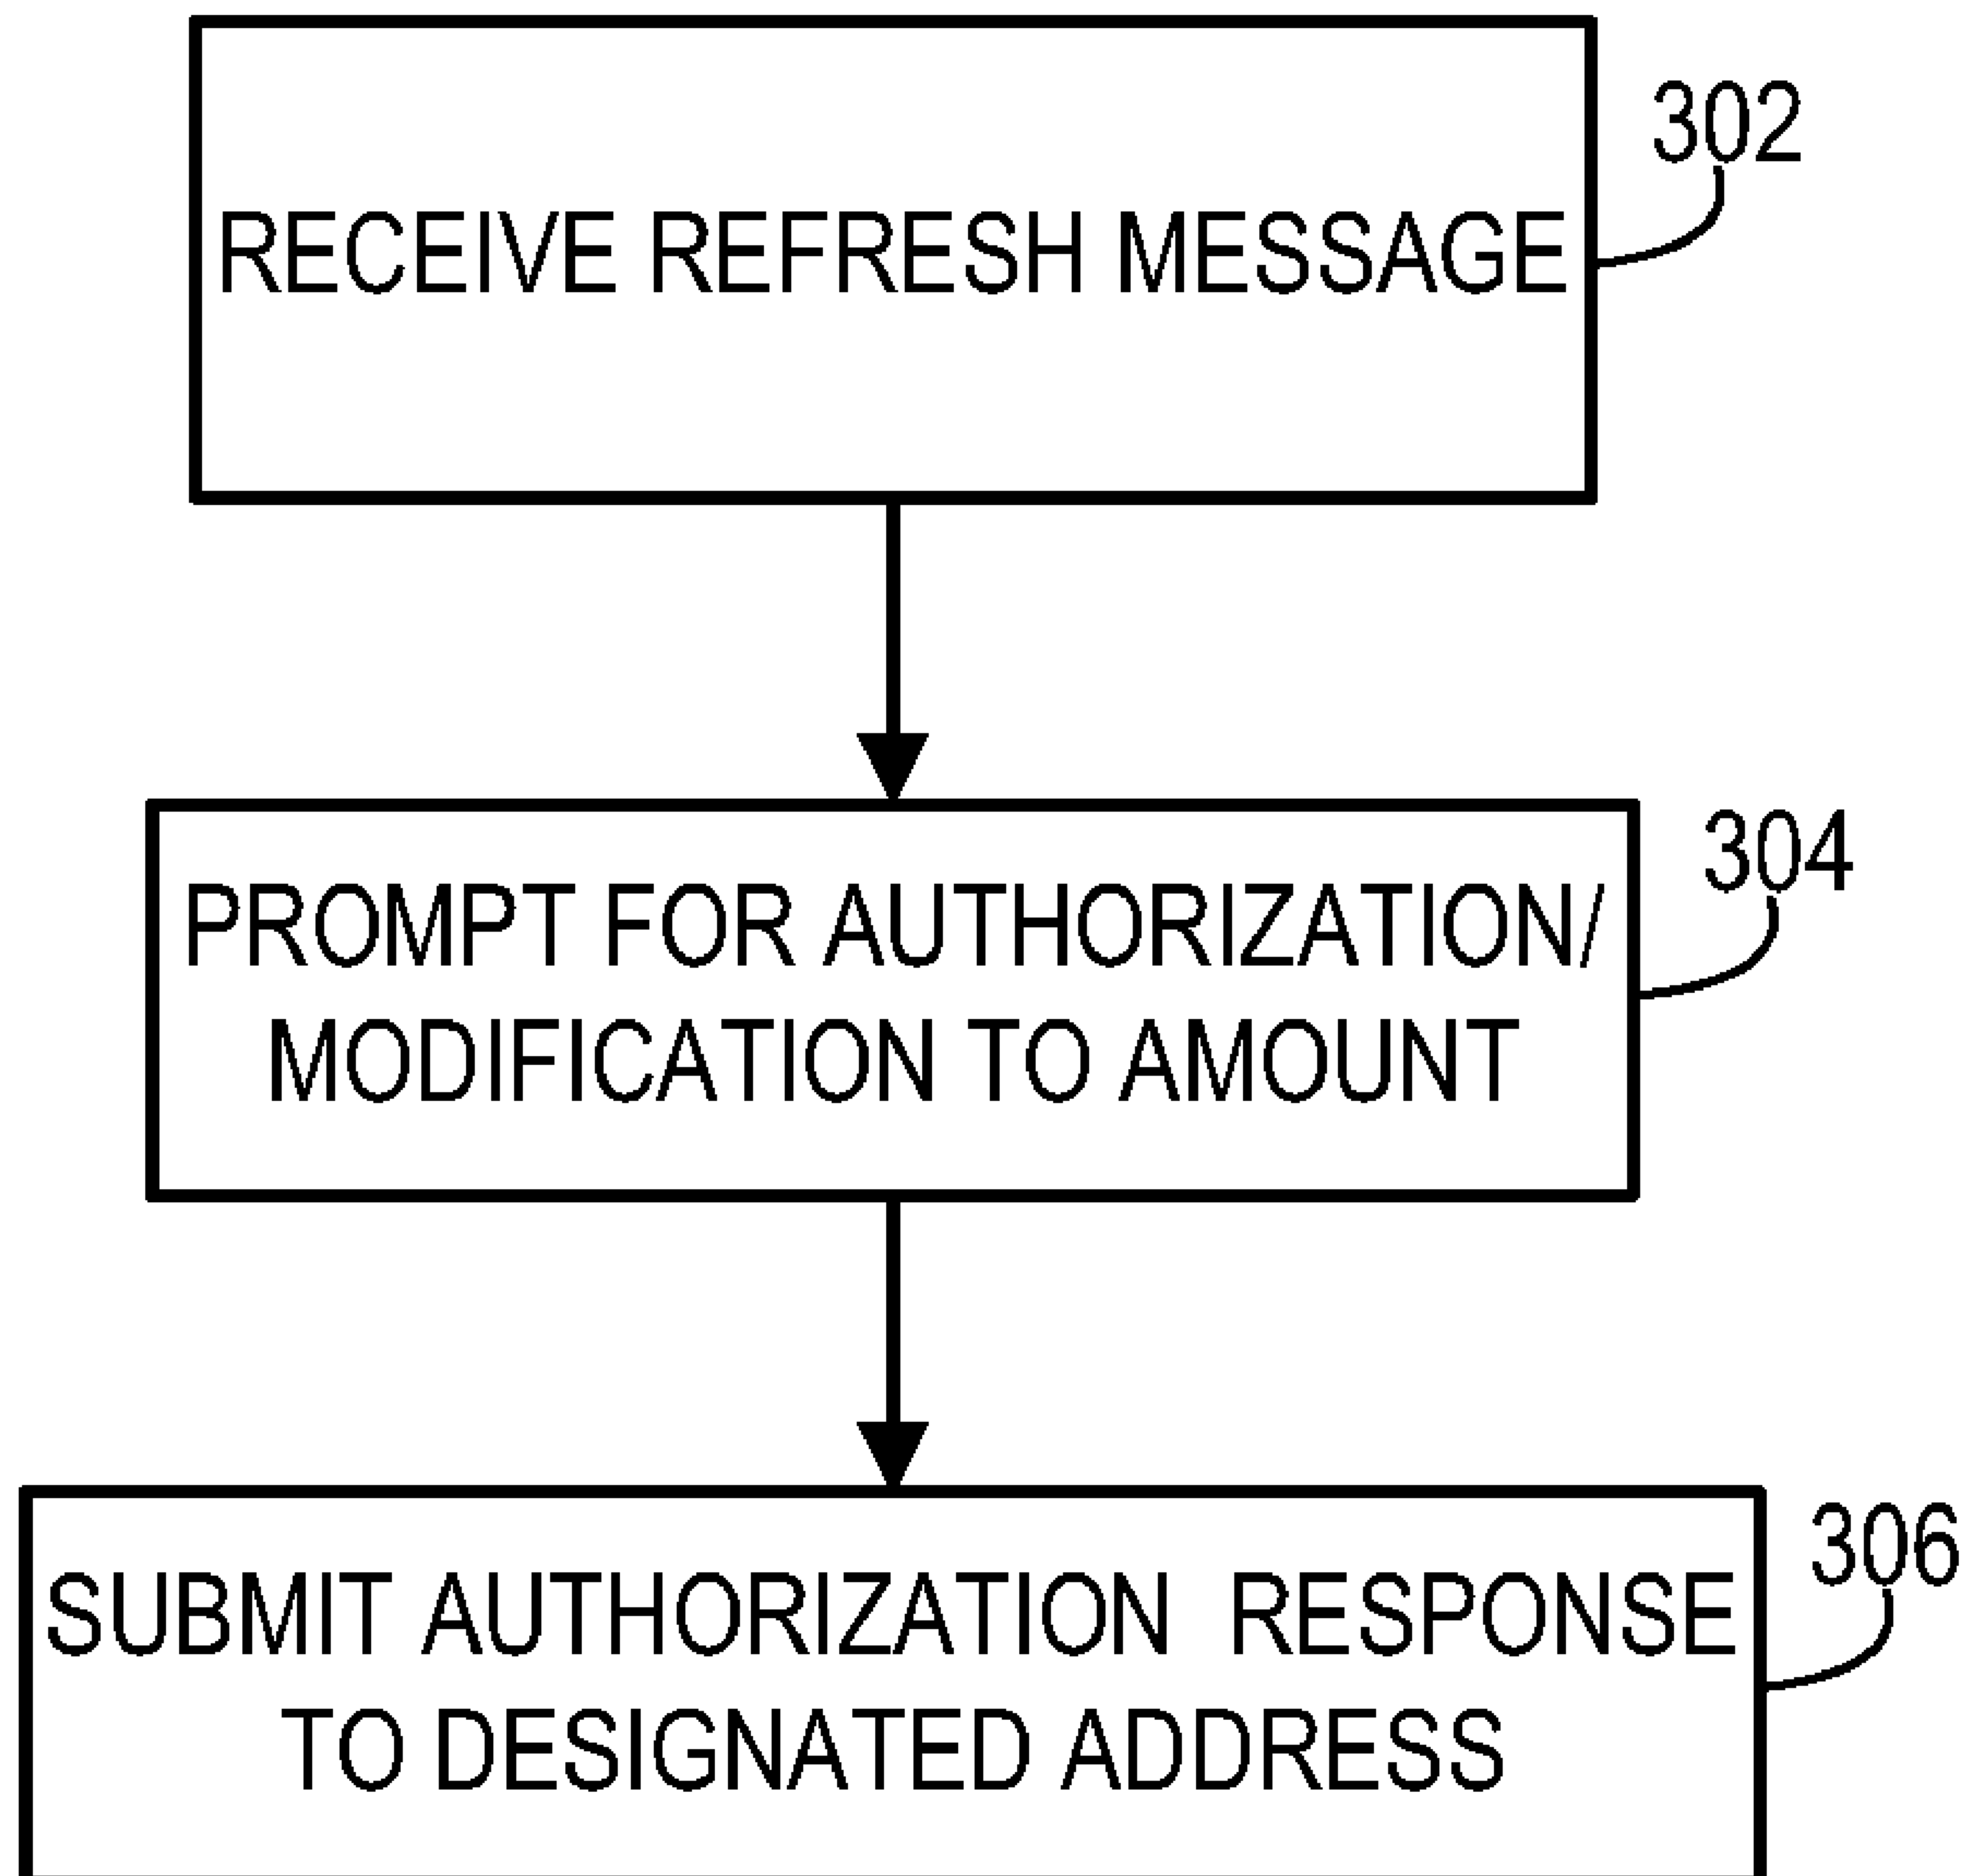 302
RECEIVE REFRESH MESSAGE
304
PROMPT FOR AUTHORIZATION/
MODIFICATION TO AMOUNT
306
SUBMIT AUTHORIZATION RESPONSE
TO DESIGNATED ADDRESS